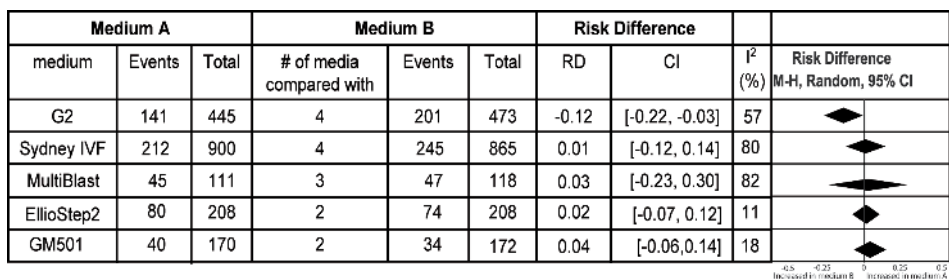 Medium A Medium B Risk Difference
medium Events Total # of media compared with Events Total RD CI I² (%) Risk Difference M-H, Random, 95% CI
G2 141 445 4 201 473 -0.12 [-0.22, -0.03] 57
Sydney IVF 212 900 4 245 865 0.01 [-0.12, 0.14] 80
MultiBlast 45 111 3 47 118 0.03 [-0.23, 0.30] 82
EllioStep2 80 208 2 74 208 0.02 [-0.07, 0.12] 11
GM501 40 170 2 34 172 0.04 [-0.06,0.14] 18
-0.5 -0.25 0 0.25 0.5
Increased in medium B Increased in medium A